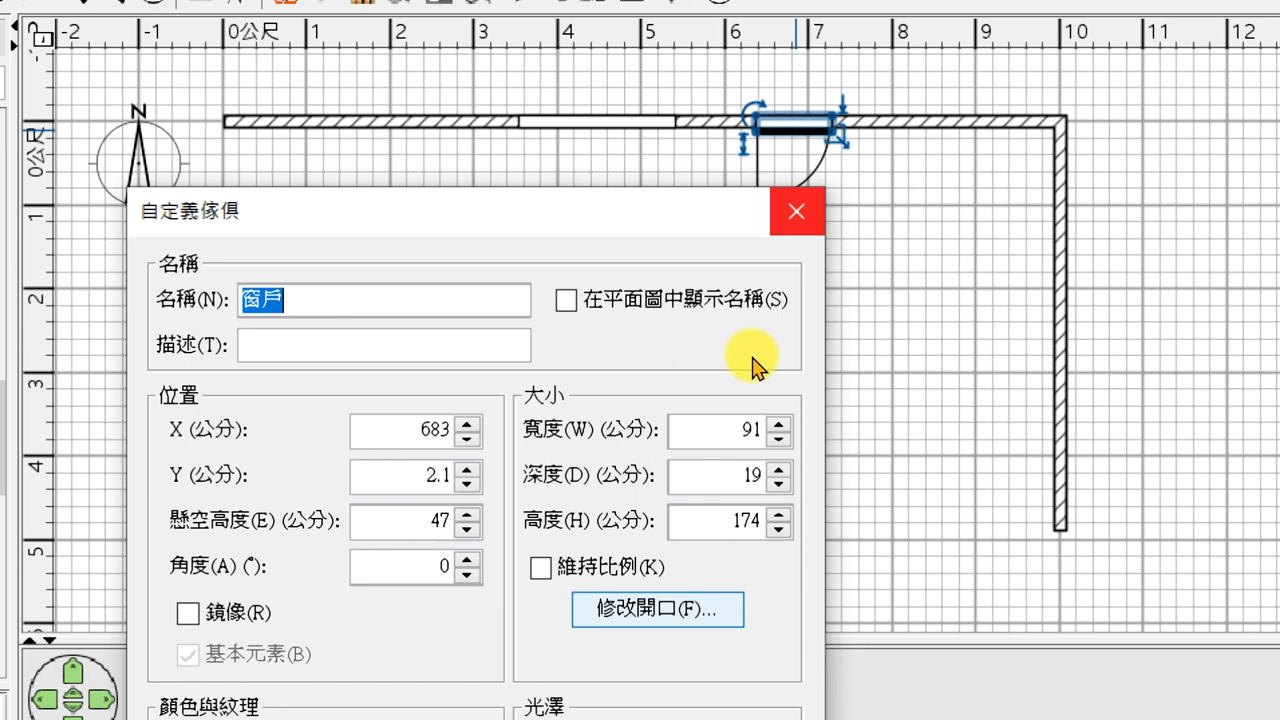 -2 -1 0公尺 1 2 3 4 5 6 7 8 9 10 11 12
N
0公尺
1
2
3
4
5
自定義傢俱
名稱
名稱(N): 窗戶
在平面圖中顯示名稱(S)
描述(T):
位置
X (公分): 683
Y (公分): 2.1
懸空高度(E) (公分): 47
角度(A) (°): 0
鏡像(R)
基本元素(B)
大小
寬度(W) (公分): 91
深度(D) (公分): 19
高度(H) (公分): 174
維持比例(K)
修改開口(F)...
顏色與紋理
光澤